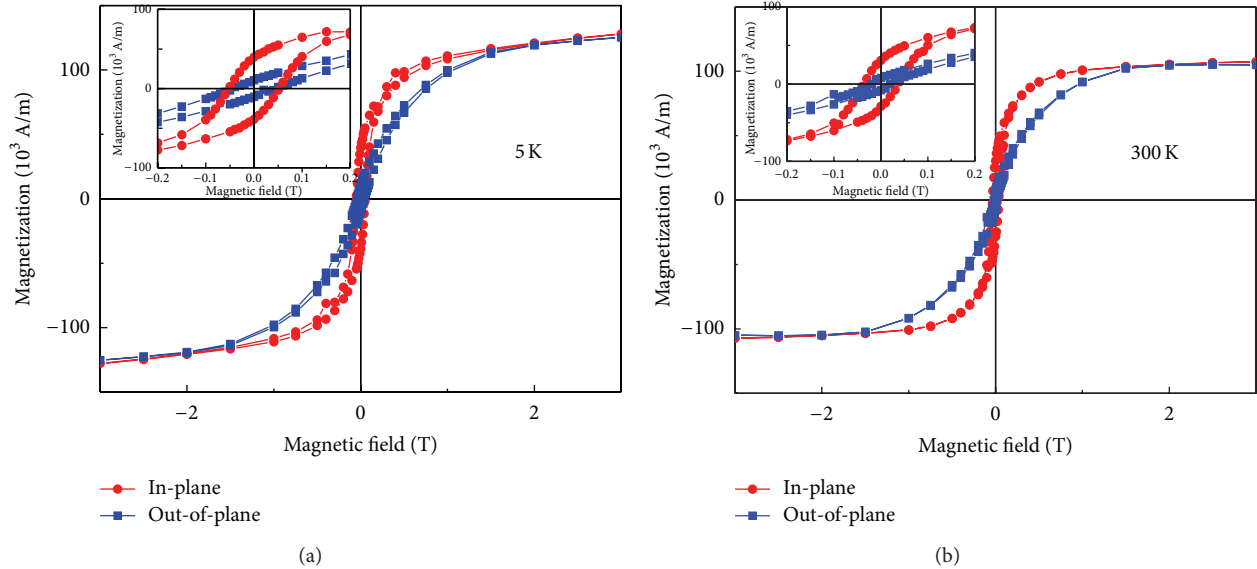 100
0
−100
Magnetization (10³ A/m)
−0.2 −0.1 0.0 0.1 0.2
Magnetic field (T)
100
0
−100
Magnetization (10³ A/m)
5 K
−2 0 2
Magnetic field (T)
In-plane
Out-of-plane
(a)
100
0
−100
Magnetization (10³ A/m)
−0.2 −0.1 0.0 0.1 0.2
Magnetic field (T)
100
0
−100
Magnetization (10³ A/m)
300 K
−2 0 2
Magnetic field (T)
In-plane
Out-of-plane
(b)